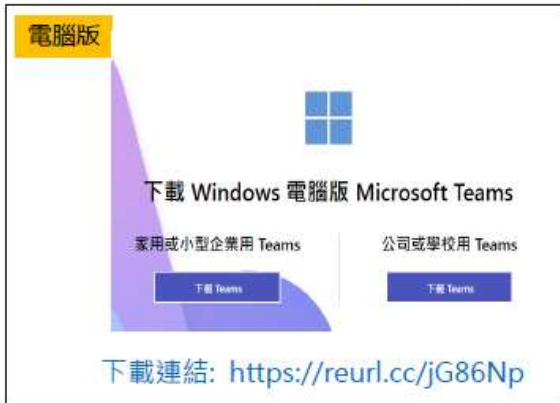 電腦版
下載 Windows 電腦版 Microsoft Teams
家用或小型企業用 Teams
公司或學校用 Teams
下載 Teams
下載 Teams
下載連結: https://reurl.cc/jG86Np